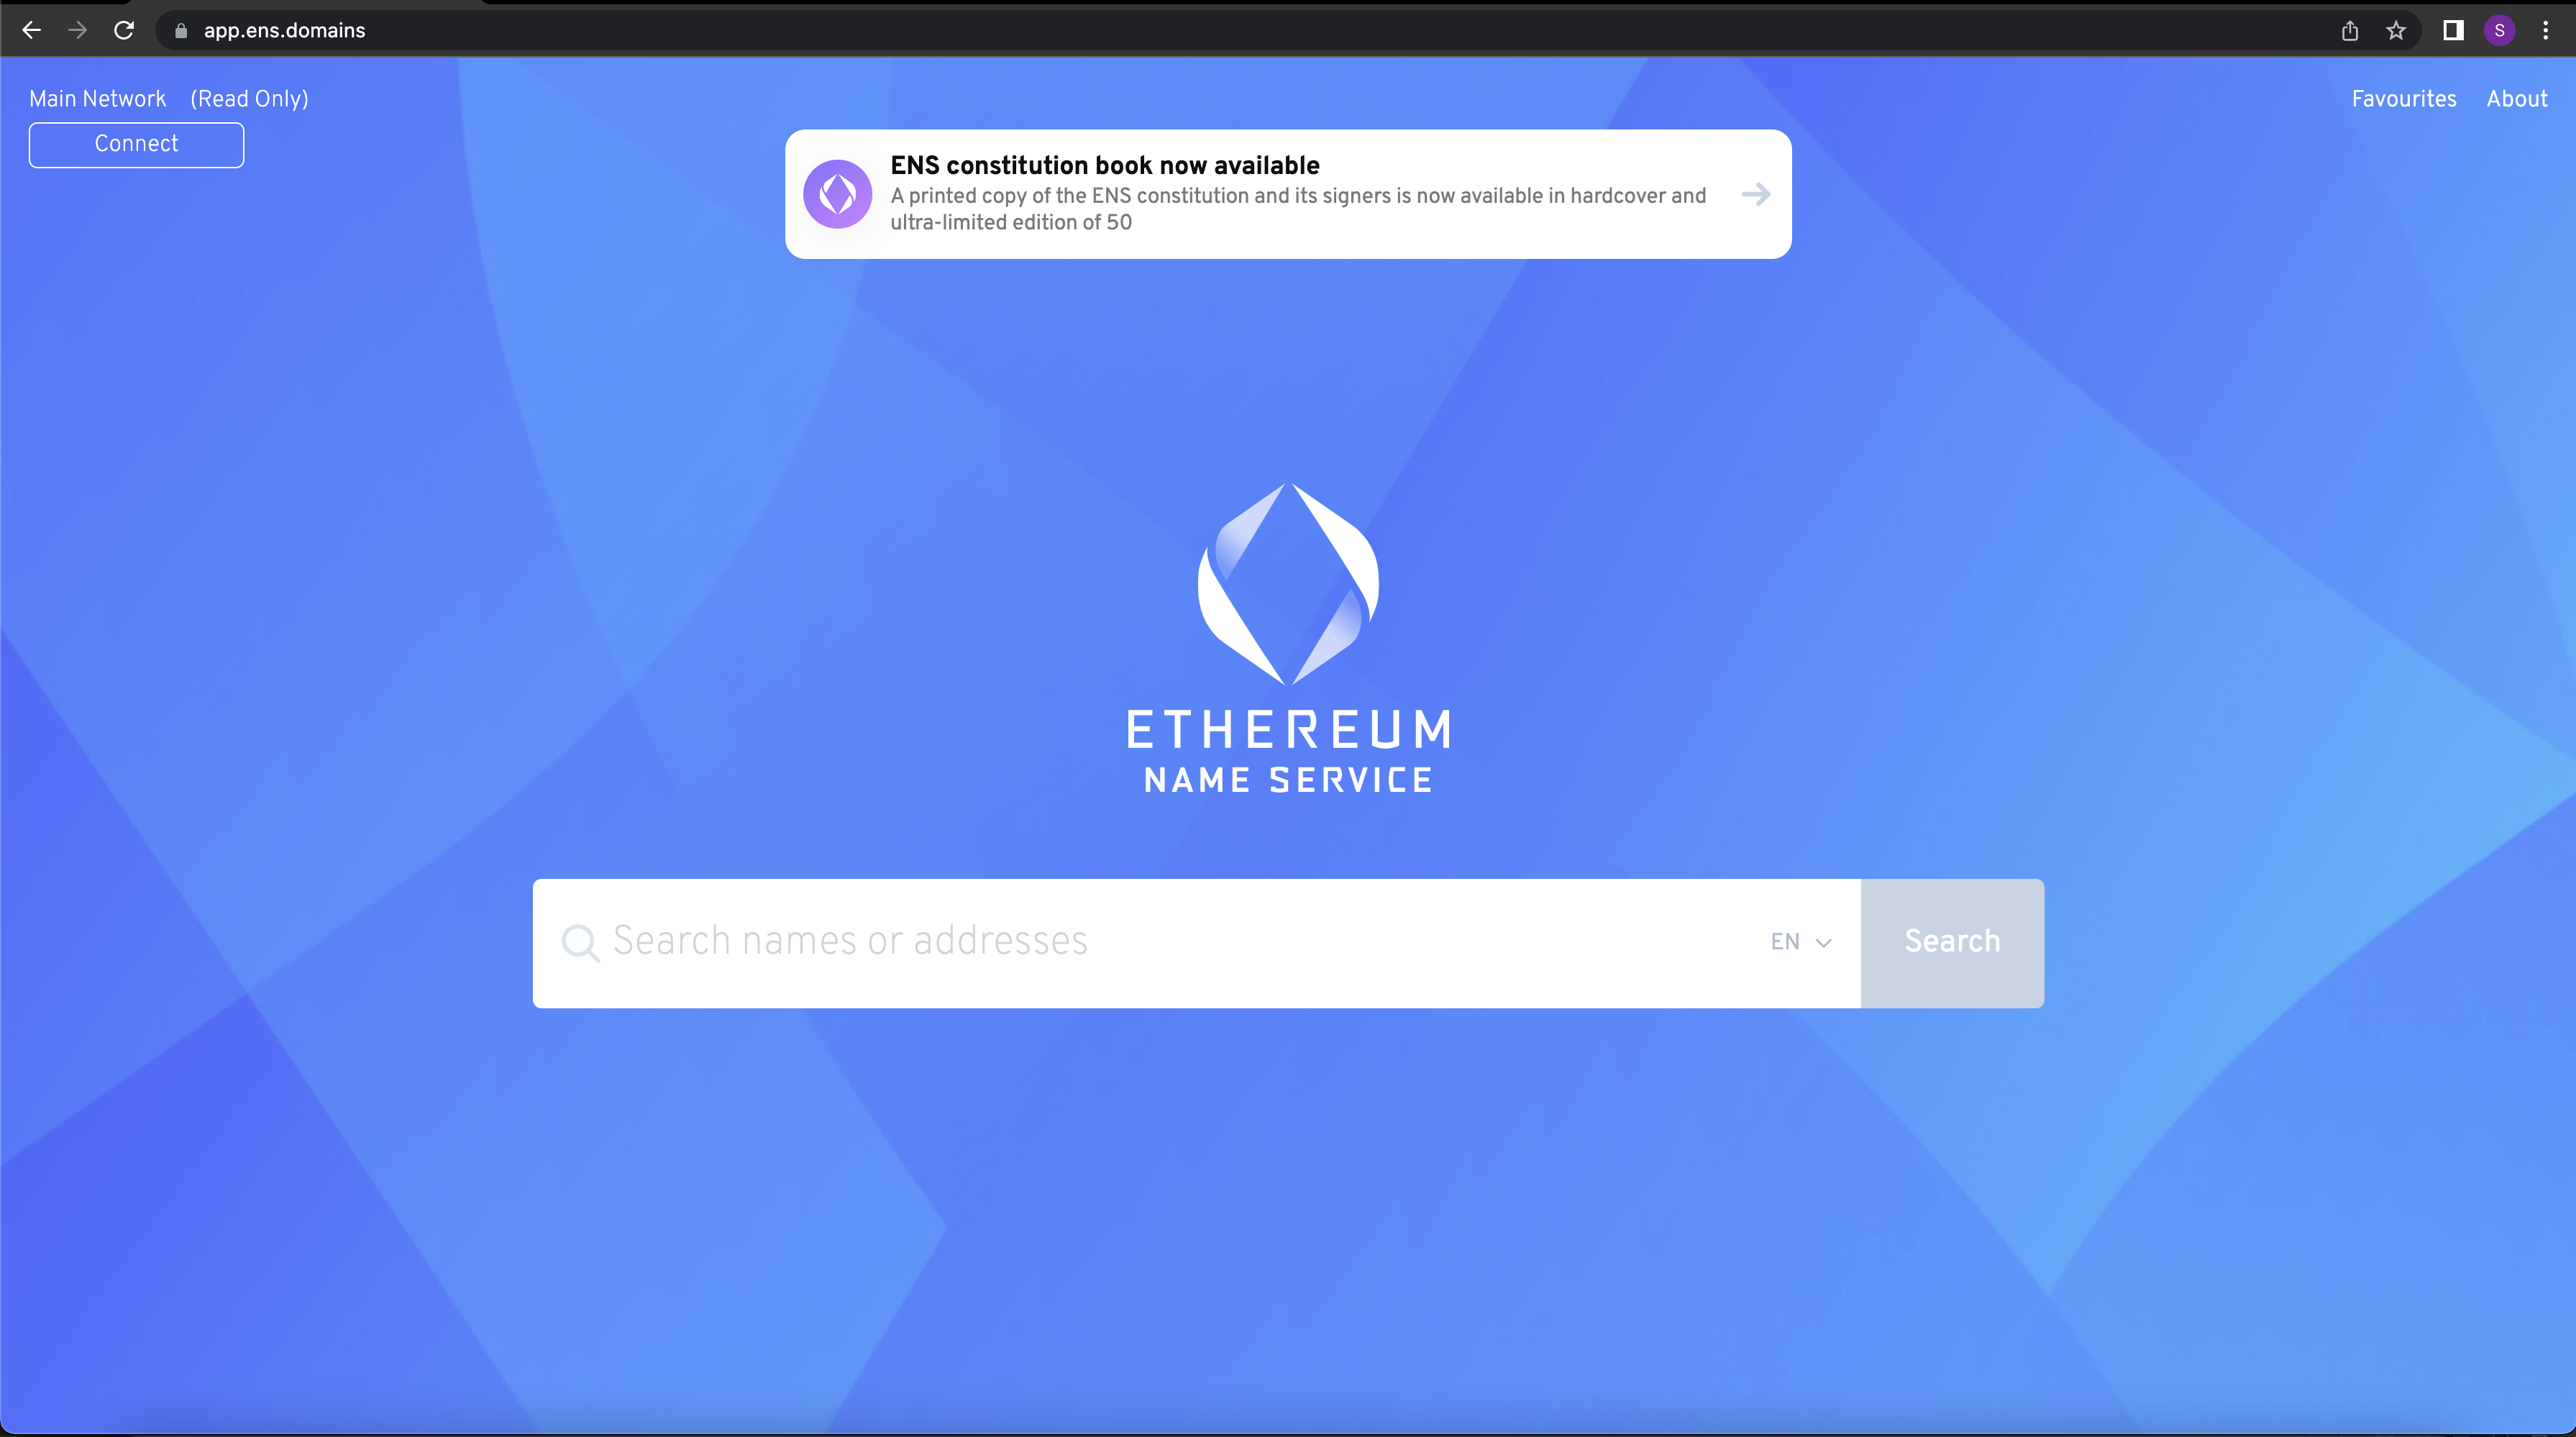 app.ens.domains
S
Main Network (Read Only)
Favourites About
Connect
ENS constitution book now available
A printed copy of the ENS constitution and its signers is now available in hardcover and
ultra-limited edition of 50
ETHEREUM
NAME SERVICE
Search names or addresses
EN
Search